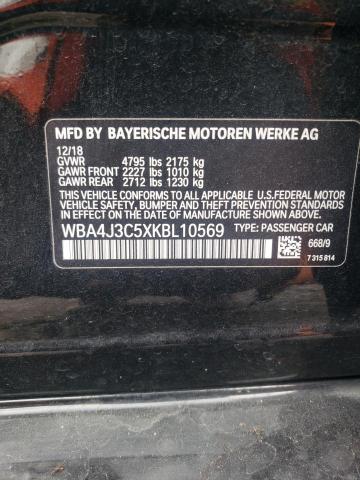 MFD BY BAYERISCHE MOTOREN WERKE AG
12/18
GVWR 4795 lbs 2175 kg
GAWR FRONT 2227 lbs 1010 kg
GAWR REAR 2712 lbs 1230 kg
THIS VEHICLE CONFORMS TO ALL APPLICABLE U.S.FEDERAL MOTOR
VEHICLE SAFETY, BUMPER, AND THEFT PREVENTION STANDARDS IN
EFFECT ON THE DATE OF MANUFACTURE SHOWN ABOVE.
WBA4J3C5XKBL10569 TYPE: PASSENGER CAR
668/9
7 315 814